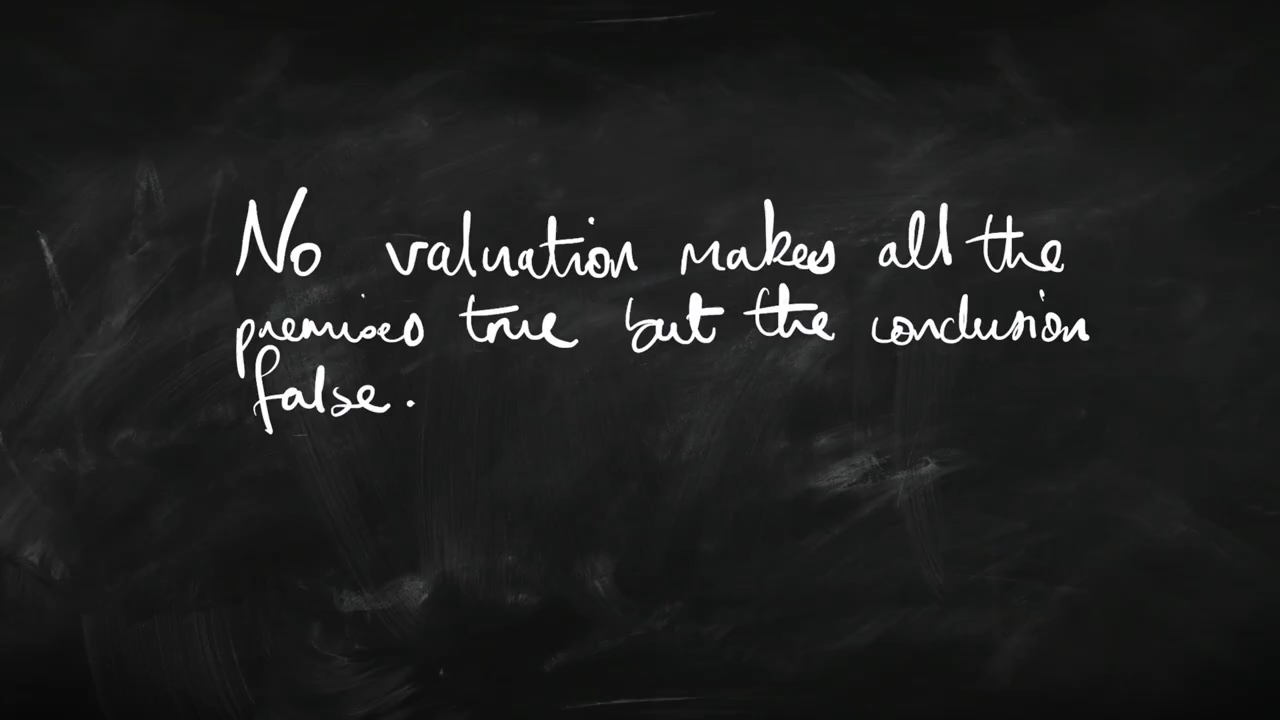 No valuation makes all the
premises true but the conclusion
false.